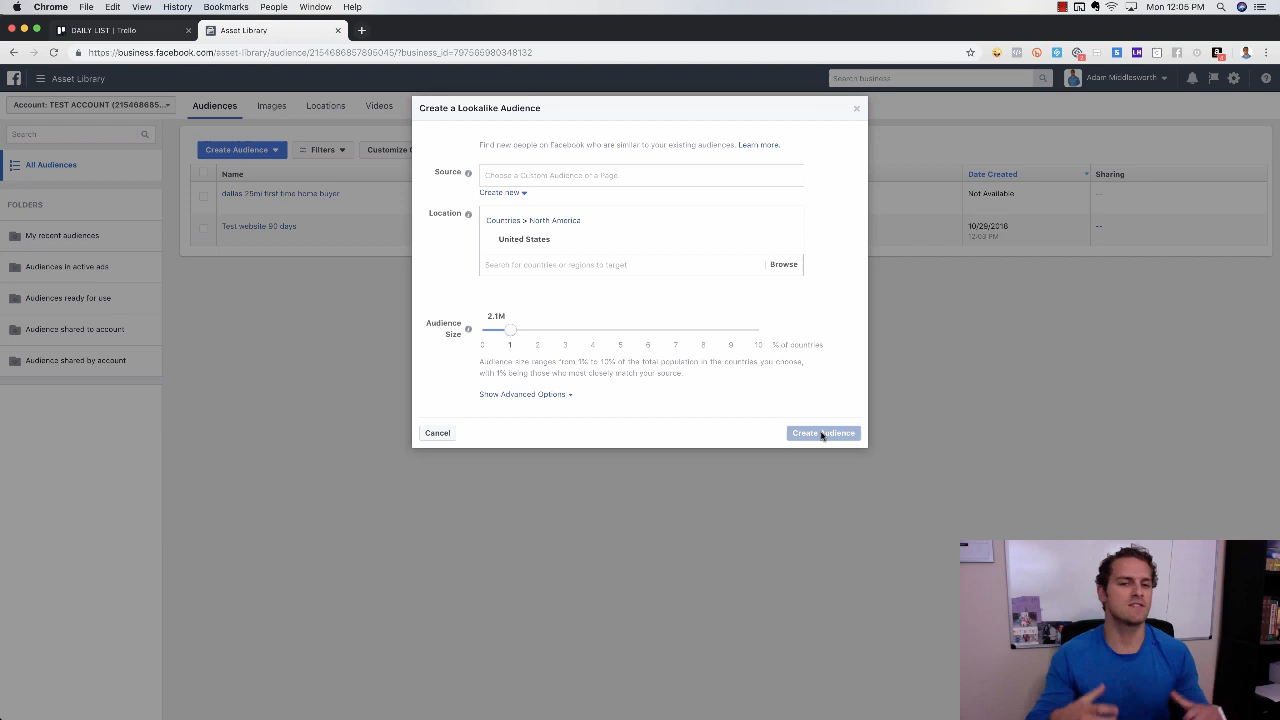 Chrome File Edit View History Bookmarks People Window Help Mon 12:05 PM
DAILY LIST | Trello × Asset Library ×
https://business.facebook.com/asset-library/audience/2154686857895045/?business_id=797565980348132
Asset Library Search business Adam Middlesworth
Account: TEST ACCOUNT (215468685... Audiences Images Locations Videos
Create a Lookalike Audience ×
Search
Create Audience Filters Customize C
Find new people on Facebook who are similar to your existing audiences. Learn more.
All Audiences
Name
Source Choose a Custom Audience or a Page.
Date Created Sharing
dallas 25mi first time home buyer
Create new
Not Available --
FOLDERS
Location Countries > North America
Test website 90 days
10/29/2018 --
12:03 PM
My recent audiences
United States
Audiences in active ads
Search for countries or regions to target Browse
Audiences ready for use
2.1M
Audience shared to account
Audience
Size
0 1 2 3 4 5 6 7 8 9 10 % of countries
Audience shared by account
Audience size ranges from 1% to 10% of the total population in the countries you choose,
with 1% being those who most closely match your source.
Show Advanced Options
Cancel Create Audience